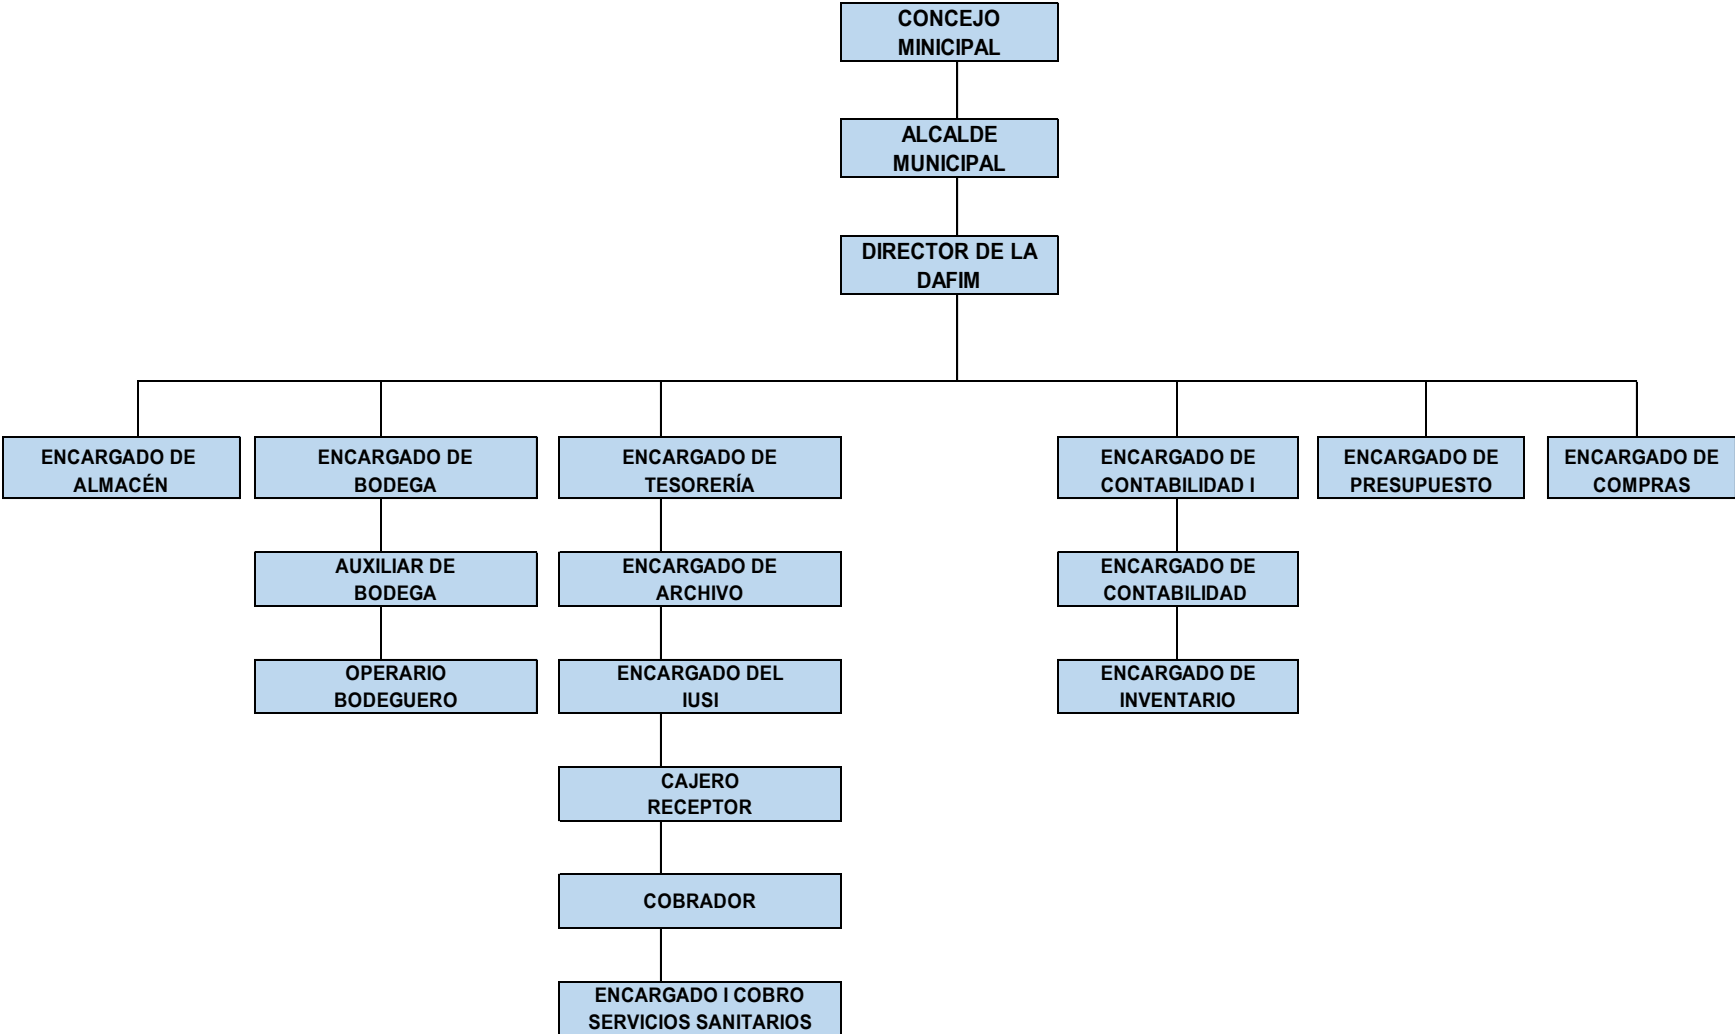 CONCEJO
MINICIPAL
ALCALDE
MUNICIPAL
DIRECTOR DE LA
DAFIM
ENCARGADO DE
ALMACÉN
ENCARGADO DE
BODEGA
ENCARGADO DE
TESORERÍA
ENCARGADO DE
CONTABILIDAD I
ENCARGADO DE
PRESUPUESTO
ENCARGADO DE
COMPRAS
AUXILIAR DE
BODEGA
ENCARGADO DE
ARCHIVO
ENCARGADO DE
CONTABILIDAD
OPERARIO
BODEGUERO
ENCARGADO DEL
IUSI
ENCARGADO DE
INVENTARIO
CAJERO
RECEPTOR
COBRADOR
ENCARGADO I COBRO
SERVICIOS SANITARIOS